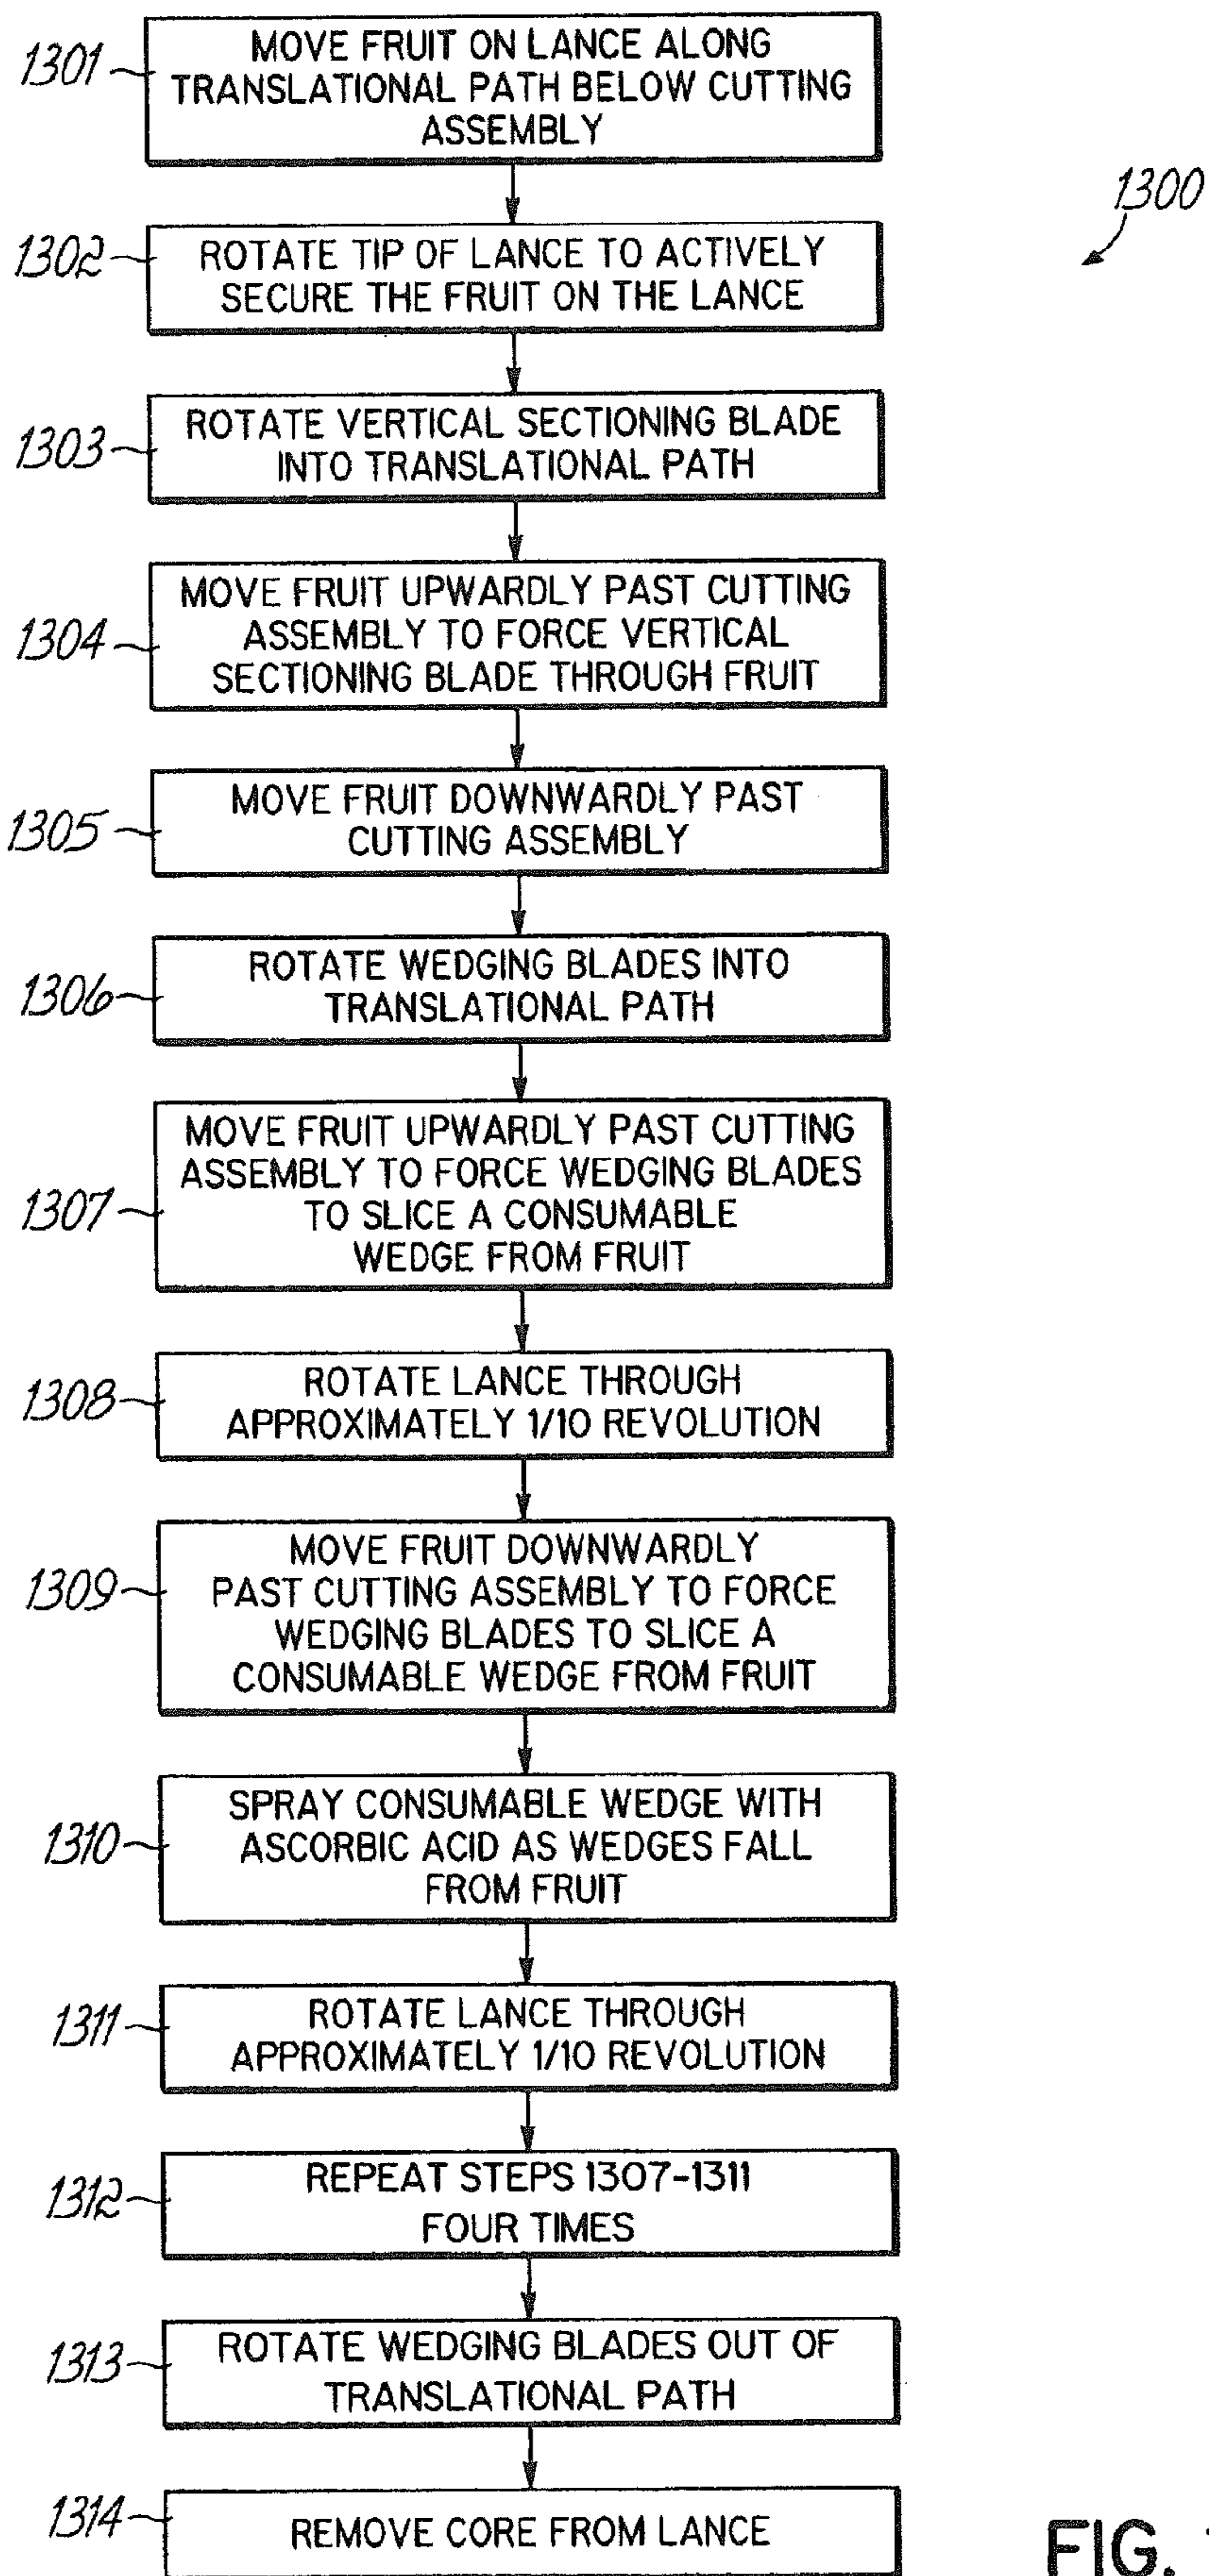 1301
MOVE FRUIT ON LANCE ALONG
TRANSLATIONAL PATH BELOW CUTTING
ASSEMBLY
1300
1302
ROTATE TIP OF LANCE TO ACTIVELY
SECURE THE FRUIT ON THE LANCE
1303
ROTATE VERTICAL SECTIONING BLADE
INTO TRANSLATIONAL PATH
1304
MOVE FRUIT UPWARDLY PAST CUTTING
ASSEMBLY TO FORCE VERTICAL
SECTIONING BLADE THROUGH FRUIT
1305
MOVE FRUIT DOWNWARDLY PAST
CUTTING ASSEMBLY
1306
ROTATE WEDGING BLADES INTO
TRANSLATIONAL PATH
1307
MOVE FRUIT UPWARDLY PAST CUTTING
ASSEMBLY TO FORCE WEDGING BLADES
TO SLICE A CONSUMABLE
WEDGE FROM FRUIT
1308
ROTATE LANCE THROUGH
APPROXIMATELY 1/10 REVOLUTION
1309
MOVE FRUIT DOWNWARDLY
PAST CUTTING ASSEMBLY TO FORCE
WEDGING BLADES TO SLICE A
CONSUMABLE WEDGE FROM FRUIT
1310
SPRAY CONSUMABLE WEDGE WITH
ASCORBIC ACID AS WEDGES FALL
FROM FRUIT
1311
ROTATE LANCE THROUGH
APPROXIMATELY 1/10 REVOLUTION
1312
REPEAT STEPS 1307-1311
FOUR TIMES
1313
ROTATE WEDGING BLADES OUT OF
TRANSLATIONAL PATH
1314
REMOVE CORE FROM LANCE
FIG.